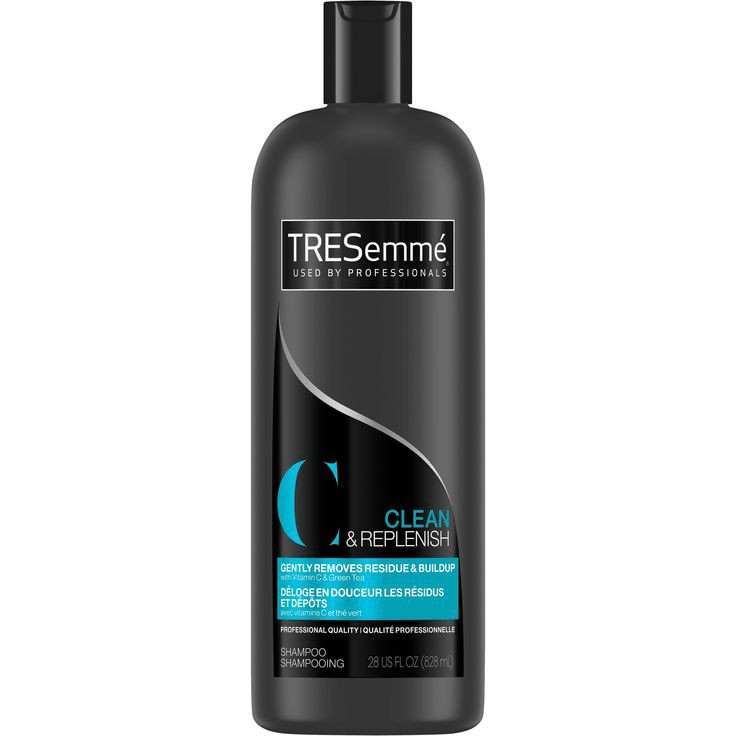 TRESemmé®
USED BY PROFESSIONALS
C
CLEAN
& REPLENISH
GENTLY REMOVES RESIDUE & BUILDUP
with Vitamin C & Green Tea
DÉLOGE EN DOUCEUR LES RÉSIDUS
ET DÉPÔTS
avec vitamine C et thé vert
PROFESSIONAL QUALITY | QUALITÉ PROFESSIONNELLE
SHAMPOO
SHAMPOOING
28 US FL OZ (828 mL)